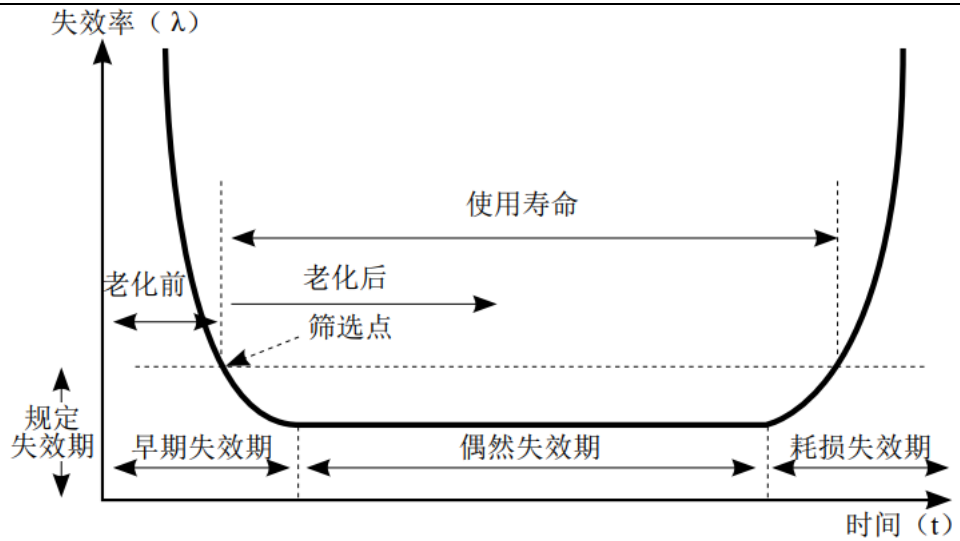 失效率（λ）
使用寿命
老化前
老化后
筛选点
规定
失效期
早期失效期
偶然失效期
耗损失效期
时间（t）